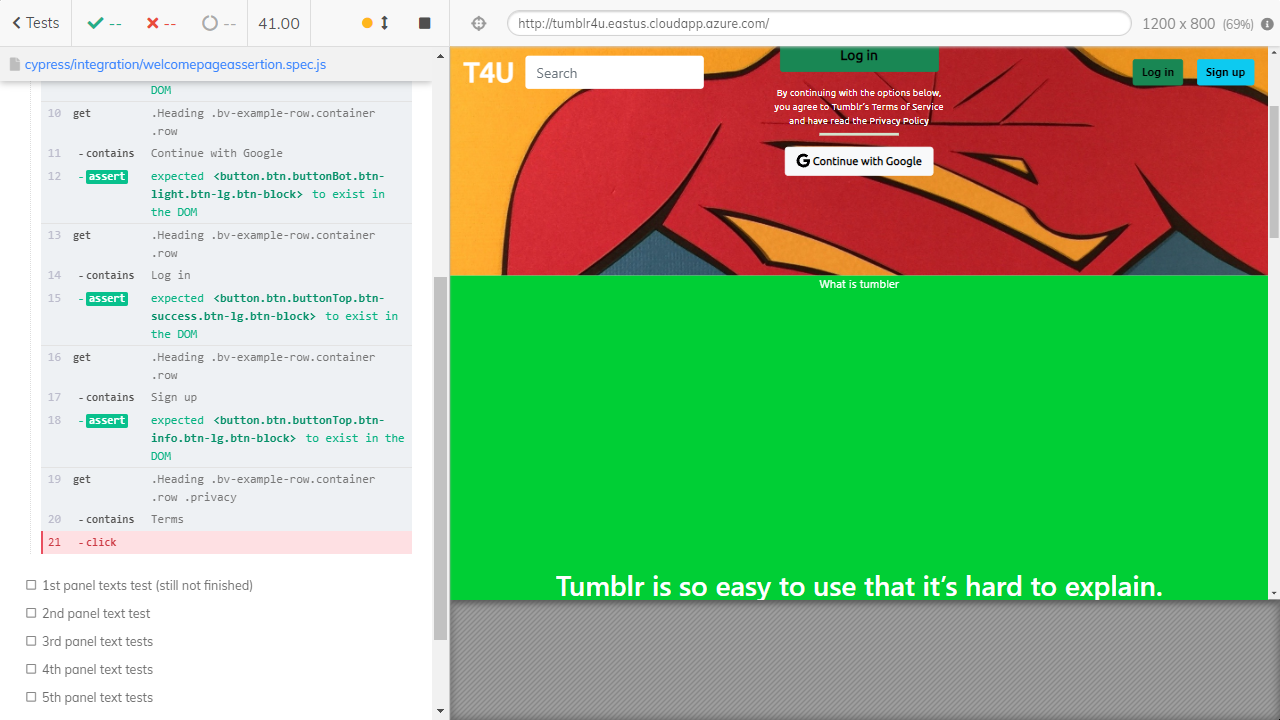 Tests
--
--
--
41.00
http://tumblr4u.eastus.cloudapp.azure.com/
1200 x 800 (69%)
cypress/integration/welcomepageassertion.spec.js
DOM
10 get .Heading .bv-example-row.container
.row
11 - contains Continue with Google
12 - assert expected <button.btn.buttonBot.btn-
light.btn-lg.btn-block> to exist in
the DOM
13 get .Heading .bv-example-row.container
.row
14 - contains Log in
15 - assert expected <button.btn.buttonTop.btn-
success.btn-lg.btn-block> to exist in
the DOM
16 get .Heading .bv-example-row.container
.row
17 - contains Sign up
18 - assert expected <button.btn.buttonTop.btn-
info.btn-lg.btn-block> to exist in the
DOM
19 get .Heading .bv-example-row.container
.row .privacy
20 - contains Terms
21 - click
1st panel texts test (still not finished)
2nd panel text test
3rd panel text tests
4th panel text tests
5th panel text tests
T4U
Search
Log in
Log in
Sign up
By continuing with the options below,
you agree to Tumblr's Terms of Service
and have read the Privacy Policy
Continue with Google
What is tumbler
Tumblr is so easy to use that it's hard to explain.